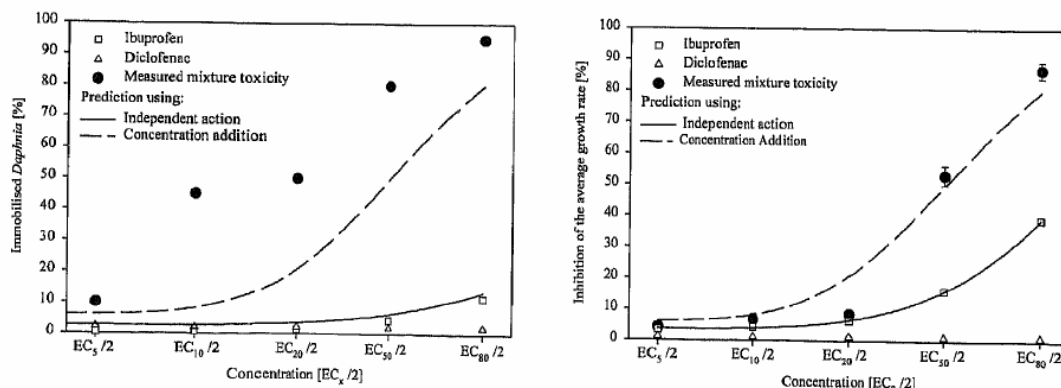 Immobilised Daphnia [%]
100
90
80
70
60
50
40
30
20
10
0
Ibuprofen
Diclofenac
Measured mixture toxicity
Prediction using:
Independent action
Concentration addition
EC5 /2
EC10 /2
EC20 /2
EC50 /2
EC80 /2
Concentration [ECx /2]
Inhibition of the average growth rate [%]
100
90
80
70
60
50
40
30
20
10
0
Ibuprofen
Diclofenac
Measured mixture toxicity
Prediction using:
Independent action
Concentration Addition
EC5 /2
EC10 /2
EC20 /2
EC50 /2
EC80 /2
Concentration